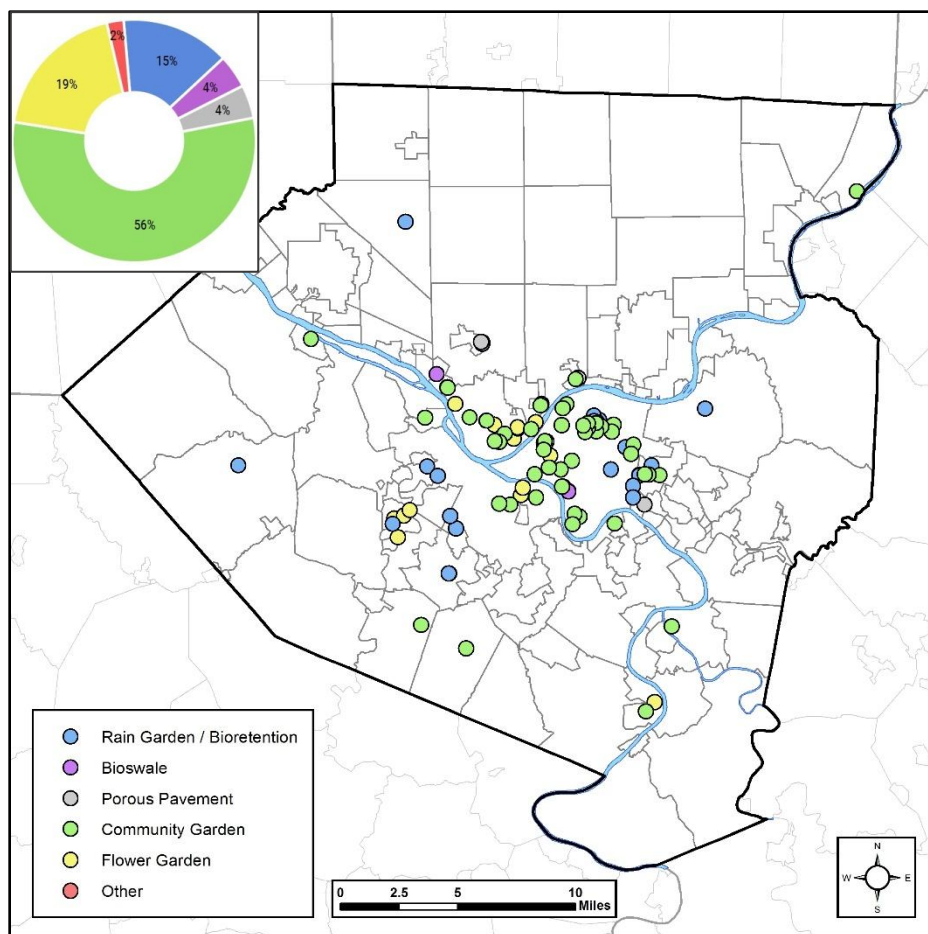 2%
15%
4%
4%
19%
56%
Rain Garden / Bioretention
Bioswale
Porous Pavement
Community Garden
Flower Garden
Other
0 2.5 5 10
Miles
N
W E
S